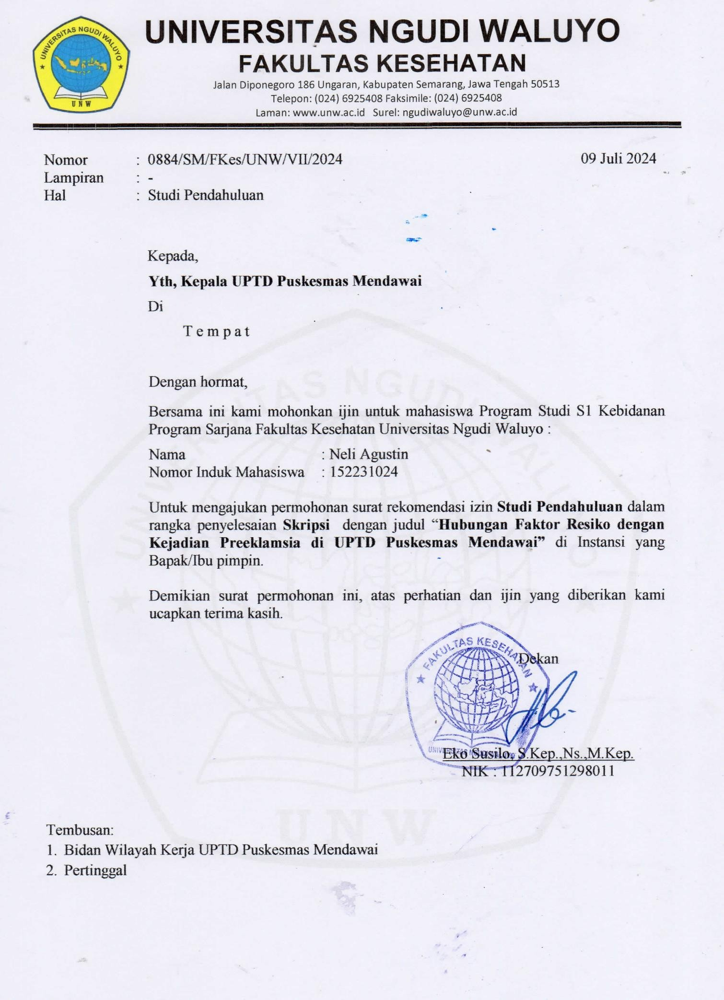 UNIVERSITAS NGUDI WALUYO
UNW
UNIVERSITAS NGUDI WALUYO
FAKULTAS KESEHATAN
Jalan Diponegoro 186 Ungaran, Kabupaten Semarang, Jawa Tengah 50513
Telepon: (024) 6925408 Faksimile: (024) 6925408
Laman: www.unw.ac.id Surel: ngudiwaluyo@unw.ac.id
Nomor : 0884/SM/FKes/UNW/VII/2024 09 Juli 2024
Lampiran : -
Hal : Studi Pendahuluan
Kepada,
Yth, Kepala UPTD Puskesmas Mendawai
Di
T e m p a t
Dengan hormat,
Bersama ini kami mohonkan ijin untuk mahasiswa Program Studi S1 Kebidanan
Program Sarjana Fakultas Kesehatan Universitas Ngudi Waluyo :
Nama : Neli Agustin
Nomor Induk Mahasiswa : 152231024
Untuk mengajukan permohonan surat rekomendasi izin Studi Pendahuluan dalam
rangka penyelesaian Skripsi dengan judul “Hubungan Faktor Resiko dengan
Kejadian Preeklamsia di UPTD Puskesmas Mendawai” di Instansi yang
Bapak/Ibu pimpin.
Demikian surat permohonan ini, atas perhatian dan ijin yang diberikan kami
ucapkan terima kasih.
Dekan
FAKULTAS KESEHATAN
UNIVERSITAS NGUDI WALUYO
Eko Susilo, S.Kep.,Ns.,M.Kep.
NIK : 112709751298011
UNIVERSITAS NGUDI WALUYO
UNW
Tembusan:
1. Bidan Wilayah Kerja UPTD Puskesmas Mendawai
2. Pertinggal